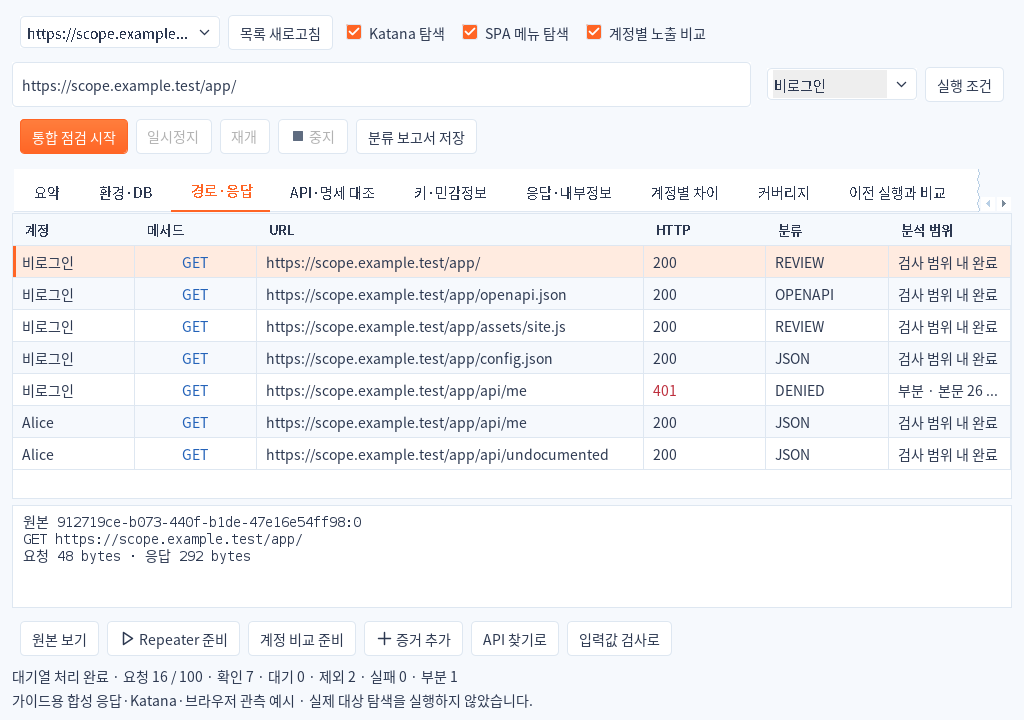 https://scope.example... 목록 새로고침 Katana 탐색 SPA 메뉴 탐색 계정별 노출 비교
https://scope.example.test/app/ 비로그인 실행 조건
통합 점검 시작 일시정지 재개 중지 분류 보고서 저장
요약 환경·DB 경로·응답 API·명세 대조 키·민감정보 응답·내부정보 계정별 차이 커버리지 이전 실행과 비교
계정 메서드 URL HTTP 분류 분석 범위
비로그인 GET https://scope.example.test/app/ 200 REVIEW 검사 범위 내 완료
비로그인 GET https://scope.example.test/app/openapi.json 200 OPENAPI 검사 범위 내 완료
비로그인 GET https://scope.example.test/app/assets/site.js 200 REVIEW 검사 범위 내 완료
비로그인 GET https://scope.example.test/app/config.json 200 JSON 검사 범위 내 완료
비로그인 GET https://scope.example.test/app/api/me 401 DENIED 부분 · 본문 26 ...
Alice GET https://scope.example.test/app/api/me 200 JSON 검사 범위 내 완료
Alice GET https://scope.example.test/app/api/undocumented 200 JSON 검사 범위 내 완료
원본 912719ce-b073-440f-b1de-47e16e54ff98:0
GET https://scope.example.test/app/
요청 48 bytes · 응답 292 bytes
원본 보기 Repeater 준비 계정 비교 준비 증거 추가 API 찾기로 입력값 검사로
대기열 처리 완료 · 요청 16 / 100 · 확인 7 · 대기 0 · 제외 2 · 실패 0 · 부분 1
가이드용 합성 응답·Katana·브라우저 관측 예시 · 실제 대상 탐색을 실행하지 않았습니다.